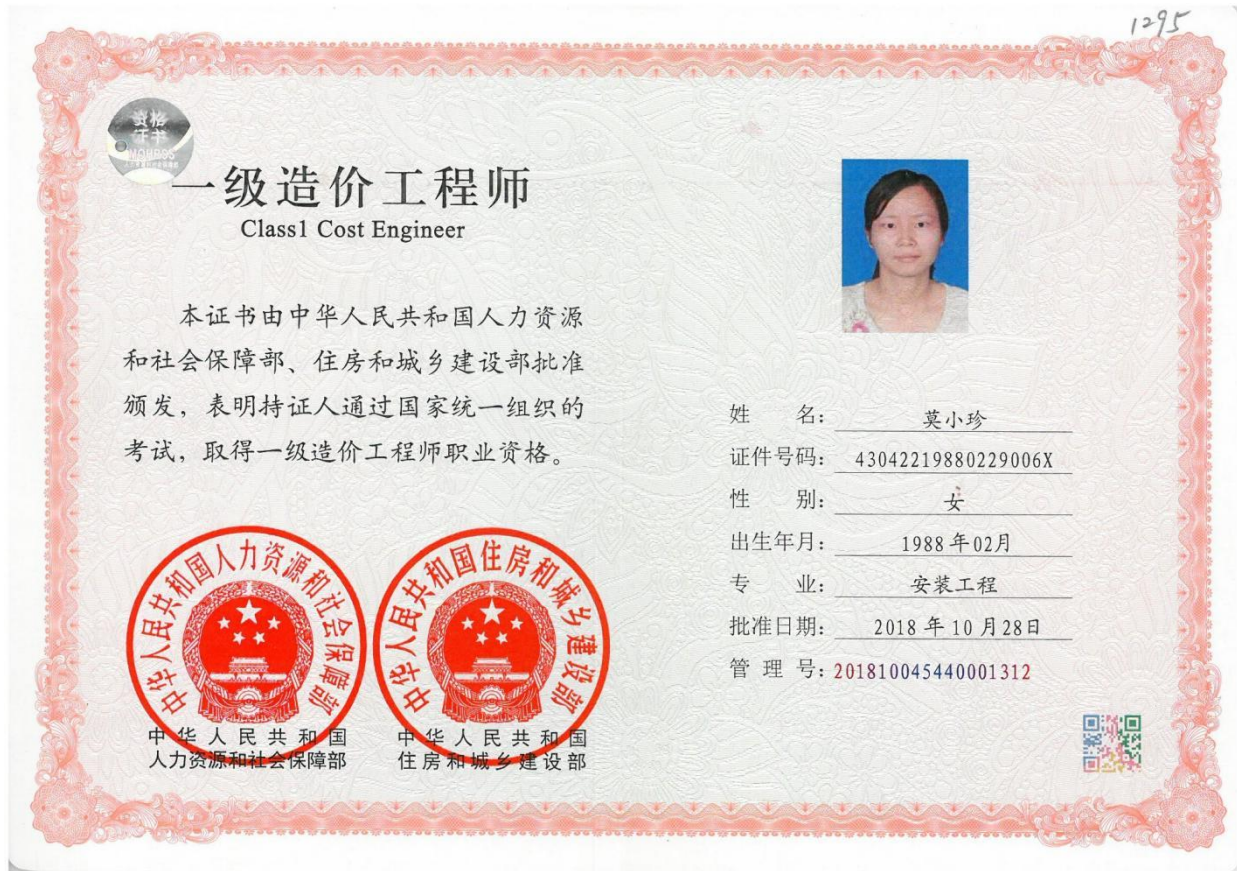 1295
资格
证书
MOHRSS
一级造价工程师
Class1 Cost Engineer
本证书由中华人民共和国人力资源
和社会保障部、住房和城乡建设部批准
颁发，表明持证人通过国家统一组织的
考试，取得一级造价工程师职业资格。
中华人民共和国人力资源和社会保障部
中华人民共和国住房和城乡建设部
中华人民共和国
人力资源和社会保障部
中华人民共和国
住房和城乡建设部
姓 名：莫小珍
证件号码：43042219880229006X
性 别：女
出生年月：1988年02月
专 业：安装工程
批准日期：2018年10月28日
管 理 号：201810045440001312